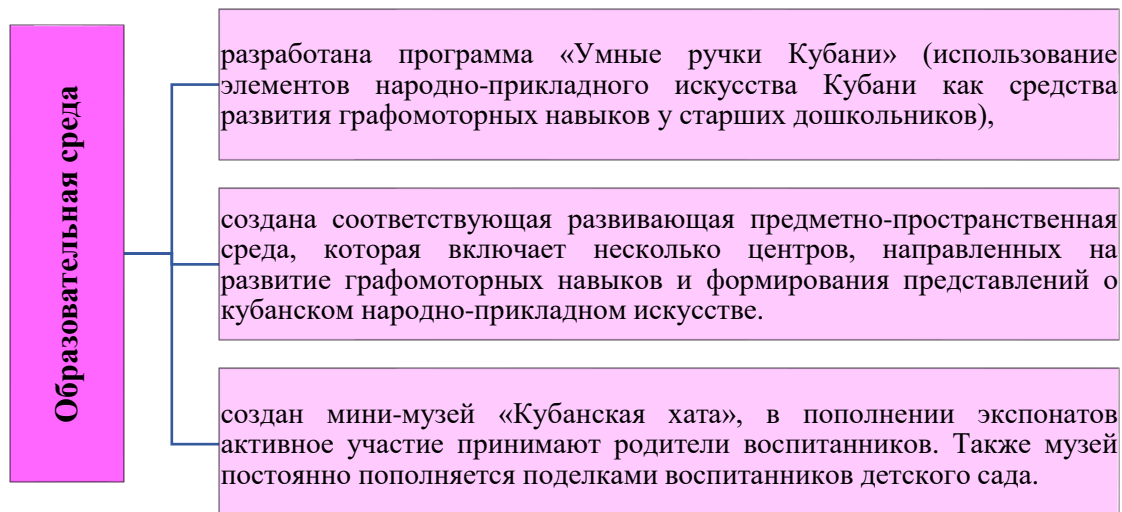 Образовательная среда
разработана программа «Умные ручки Кубани» (использование
элементов народно-прикладного искусства Кубани как средства
развития графомоторных навыков у старших дошкольников),
создана соответствующая развивающая предметно-пространственная
среда, которая включает несколько центров, направленных на
развитие графомоторных навыков и формирования представлений о
кубанском народно-прикладном искусстве.
создан мини-музей «Кубанская хата», в пополнении экспонатов
активное участие принимают родители воспитанников. Также музей
постоянно пополняется поделками воспитанников детского сада.